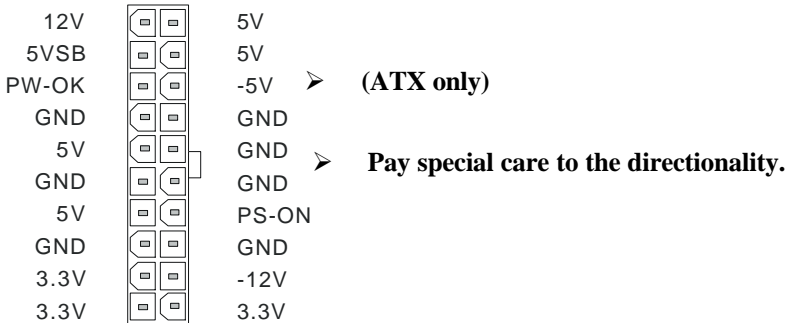 12V 5V
5VSB 5V
PW-OK -5V ➢ (ATX only)
GND GND
5V GND ➢ Pay special care to the directionality.
GND GND
5V PS-ON
GND GND
3.3V -12V
3.3V 3.3V